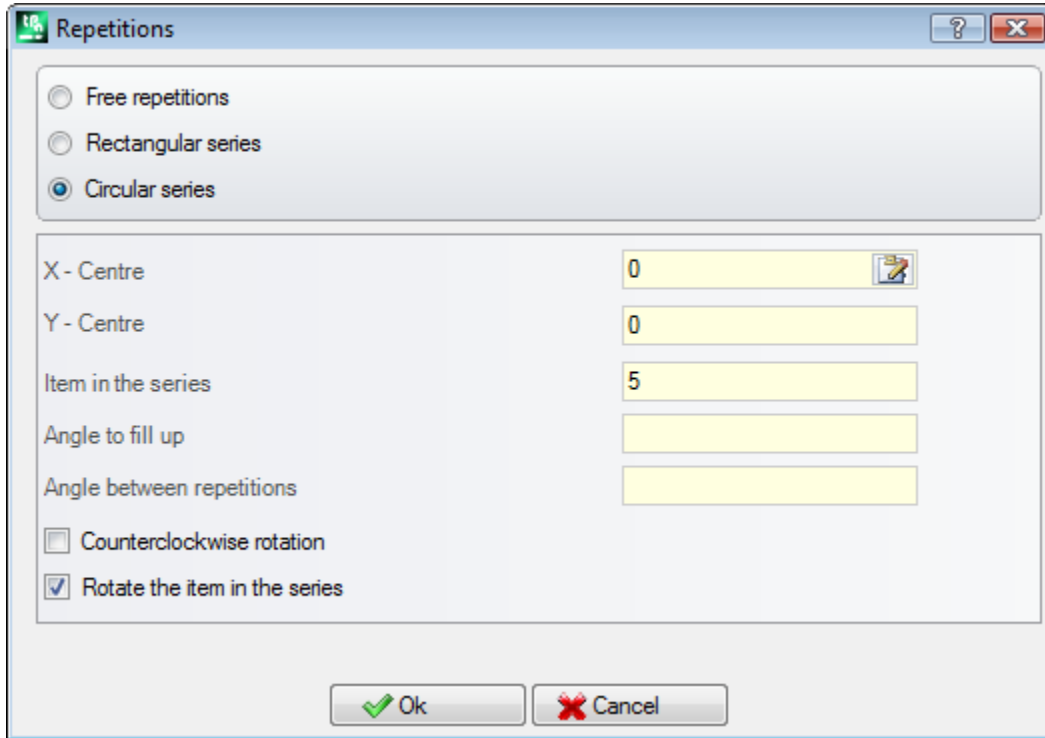 Repetitions
Free repetitions
Rectangular series
Circular series
X - Centre 0
Y - Centre 0
Item in the series 5
Angle to fill up
Angle between repetitions
Counterclockwise rotation
Rotate the item in the series
Ok Cancel